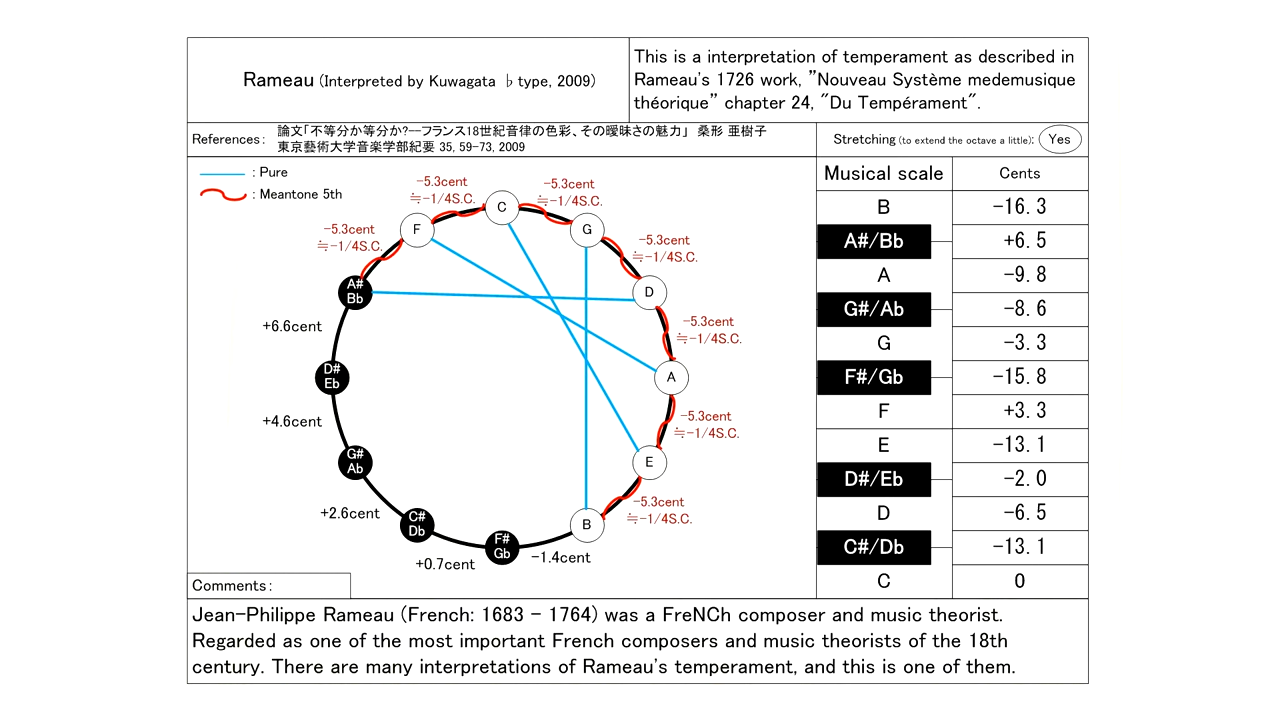 Rameau (Interpreted by Kuwagata ♭type, 2009)
This is a interpretation of temperament as described in
Rameau's 1726 work, ”Nouveau Système medemusique
théorique” chapter 24, "Du Tempérament".
References:
論文「不等分か等分か?--フランス18世紀音律の色彩、その曖昧さの魅力」 桑形 亜樹子
東京藝術大学音楽学部紀要 35, 59-73, 2009
Stretching (to extend the octave a little): Yes
: Pure
: Meantone 5th
-5.3cent
≒-1/4S.C.
-5.3cent
≒-1/4S.C.
-5.3cent
≒-1/4S.C.
-5.3cent
≒-1/4S.C.
-5.3cent
≒-1/4S.C.
-5.3cent
≒-1/4S.C.
-5.3cent
≒-1/4S.C.
C
G
D
A
E
B
F#
Gb
C#
Db
G#
Ab
D#
Eb
A#
Bb
F
+6.6cent
+4.6cent
+2.6cent
+0.7cent
-1.4cent
Musical scale Cents
B -16.3
A#/Bb +6.5
A -9.8
G#/Ab -8.6
G -3.3
F#/Gb -15.8
F +3.3
E -13.1
D#/Eb -2.0
D -6.5
C#/Db -13.1
C 0
Comments:
Jean-Philippe Rameau (French: 1683 - 1764) was a FreNCh composer and music theorist.
Regarded as one of the most important French composers and music theorists of the 18th
century. There are many interpretations of Rameau's temperament, and this is one of them.